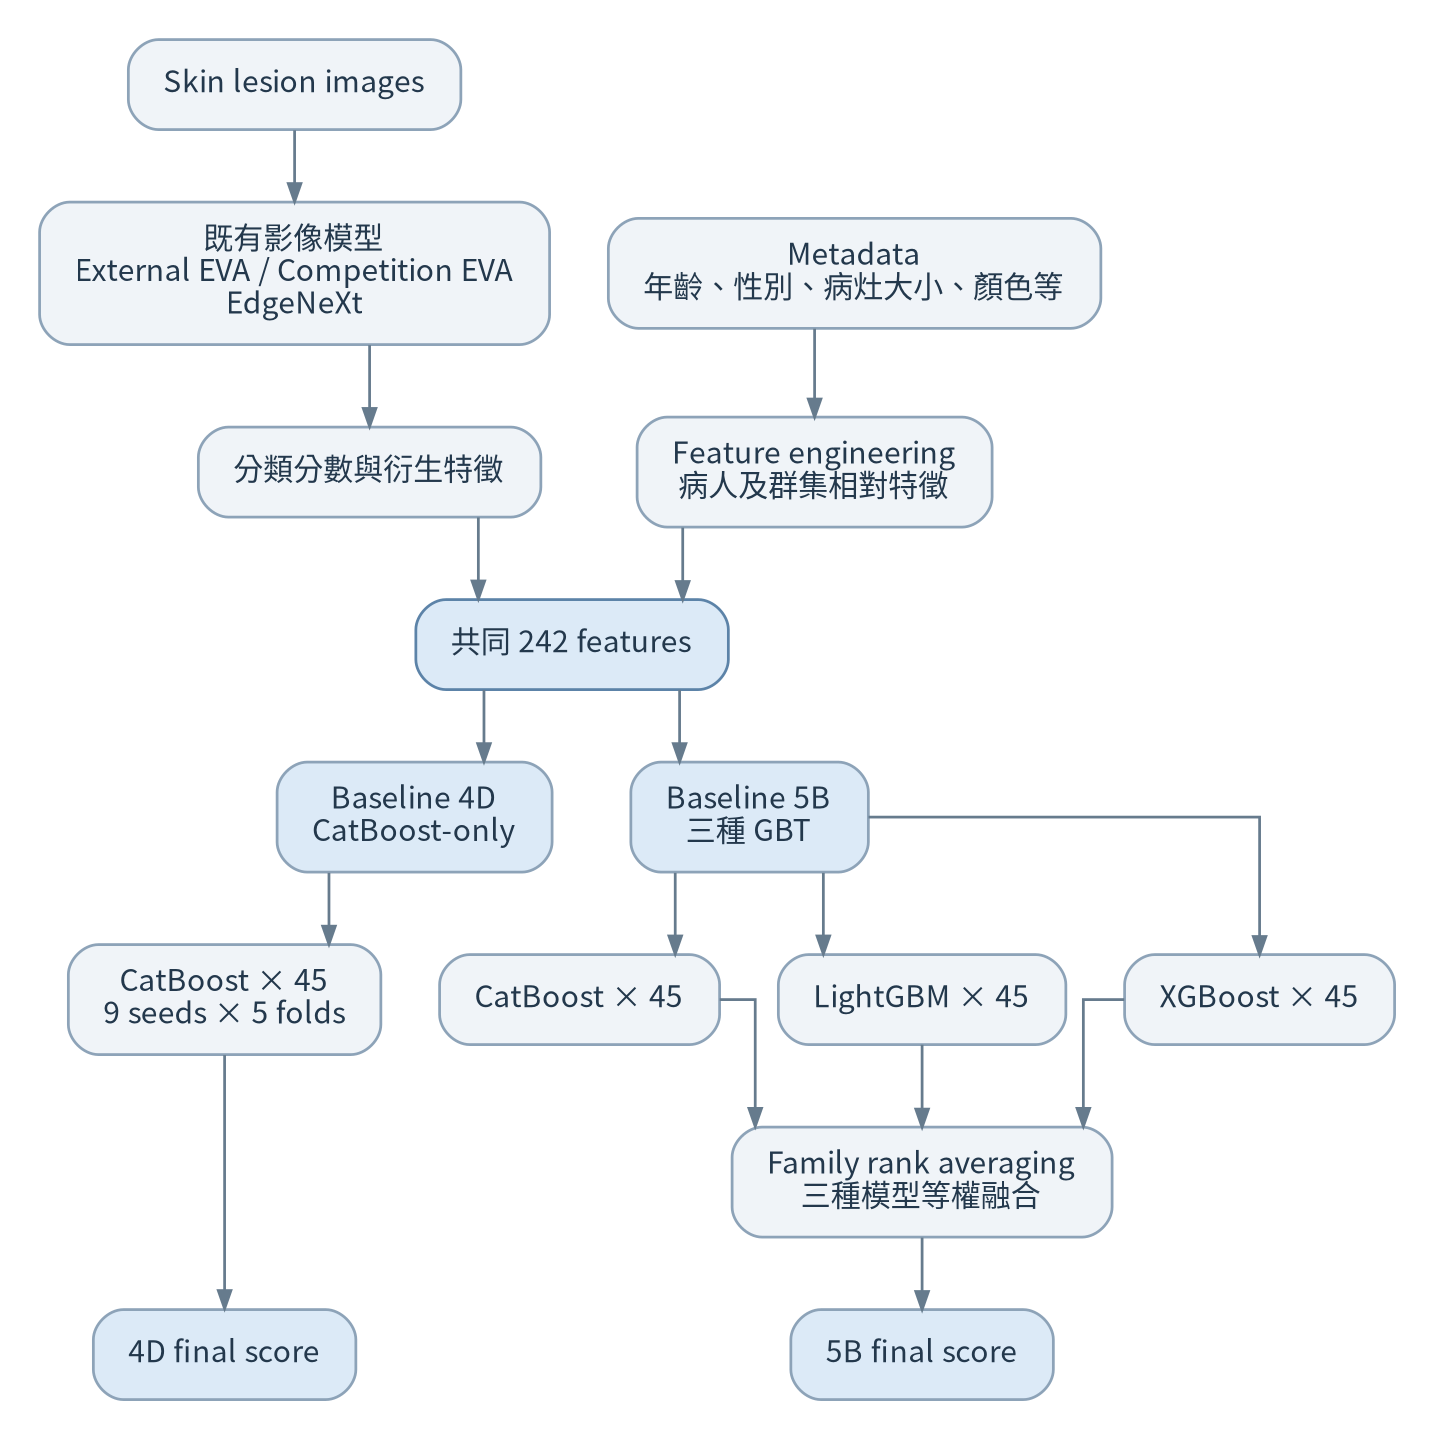 Skin lesion images
既有影像模型
External EVA / Competition EVA
EdgeNeXt
Metadata
年齡、性別、病灶大小、顏色等
分類分數與衍生特徵
Feature engineering
病人及群集相對特徵
共同 242 features
Baseline 4D
CatBoost-only
Baseline 5B
三種 GBT
CatBoost × 45
9 seeds × 5 folds
CatBoost × 45
LightGBM × 45
XGBoost × 45
Family rank averaging
三種模型等權融合
4D final score
5B final score